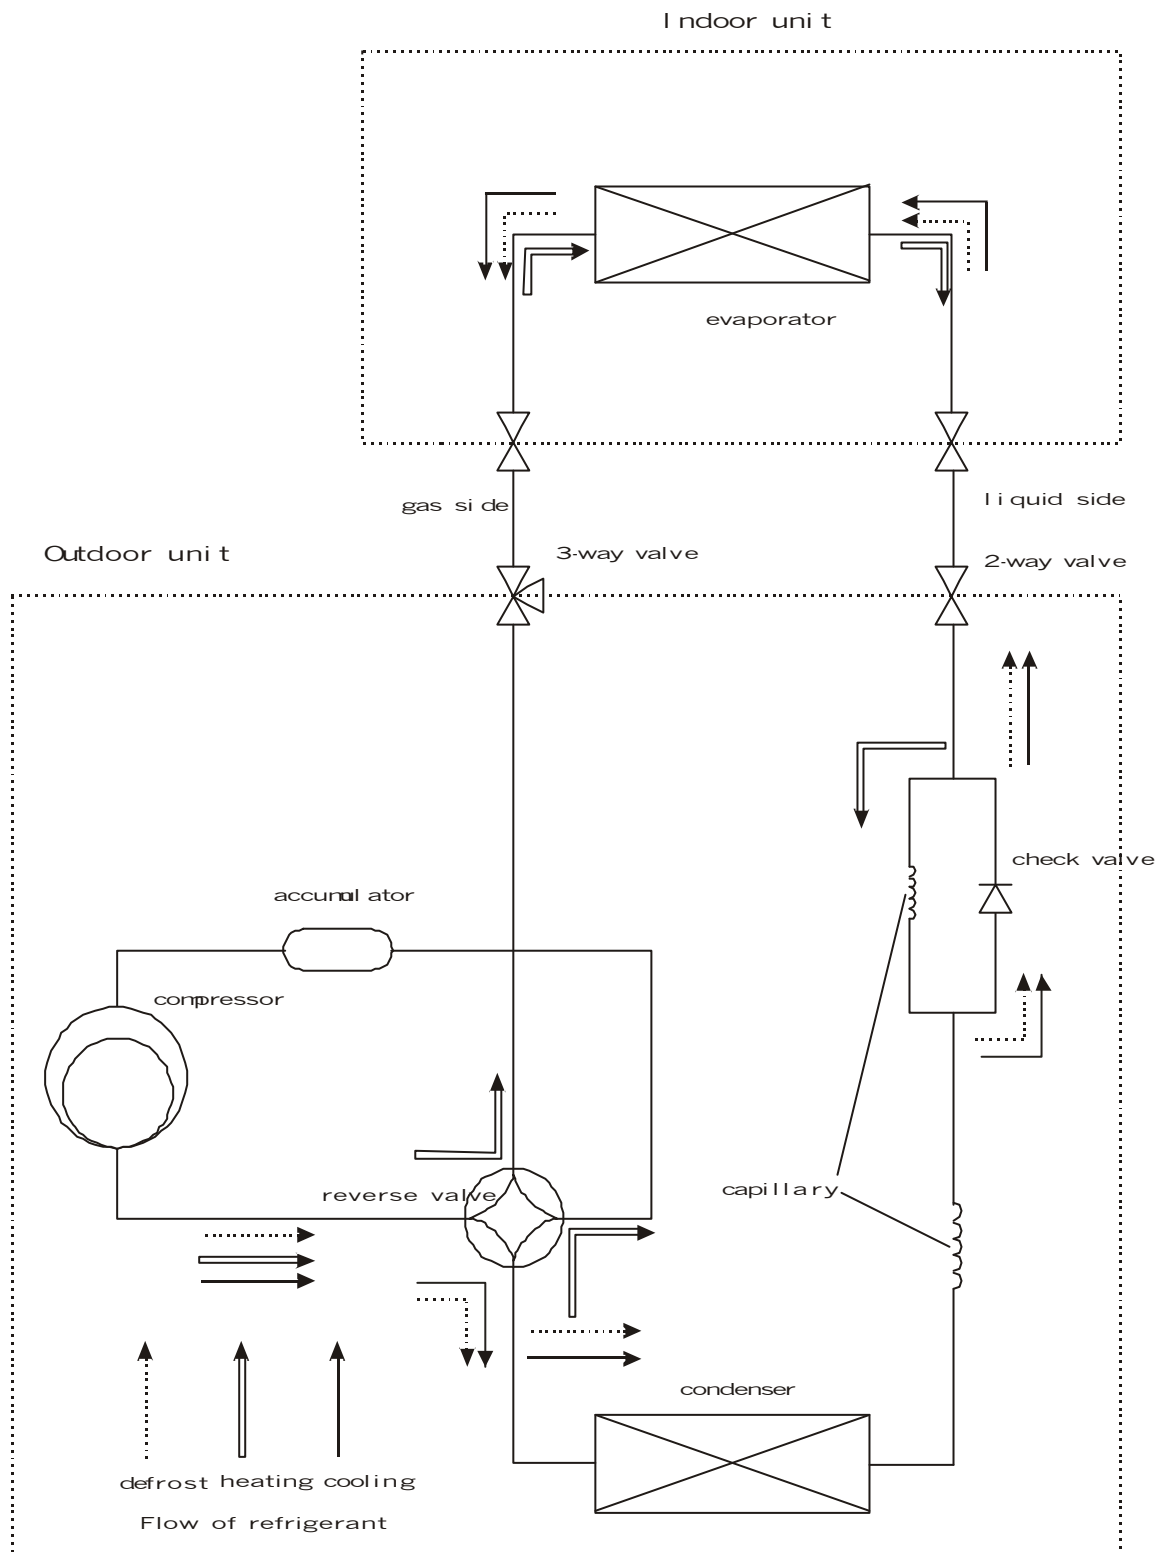 Indoor unit
evaporator
gas side
liquid side
Outdoor unit
3-way valve
2-way valve
check valve
accumulator
compressor
reverse valve
capillary
condenser
defrost heating cooling
Flow of refrigerant